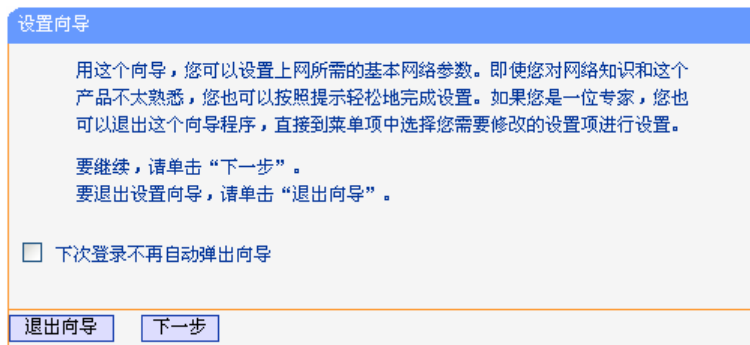 设置向导
用这个向导，您可以设置上网所需的基本网络参数。即使您对网络知识和这个
产品不太熟悉，您也可以按照提示轻松地完成设置。如果您是一位专家，您也
可以退出这个向导程序，直接到菜单项中选择您需要修改的设置项进行设置。
要继续，请单击“下一步”。
要退出设置向导，请单击“退出向导”。
下次登录不再自动弹出向导
退出向导 下一步